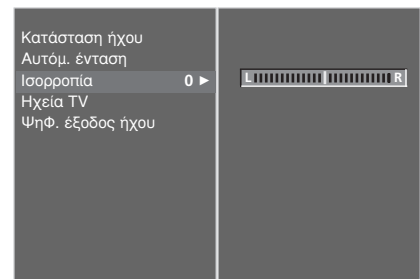 Κατάσταση ήχου
Αυτόμ. ένταση
Ισορροπία 0 ►
Ηχεία TV
ΨηΦ. έξοδος ήχου
L R